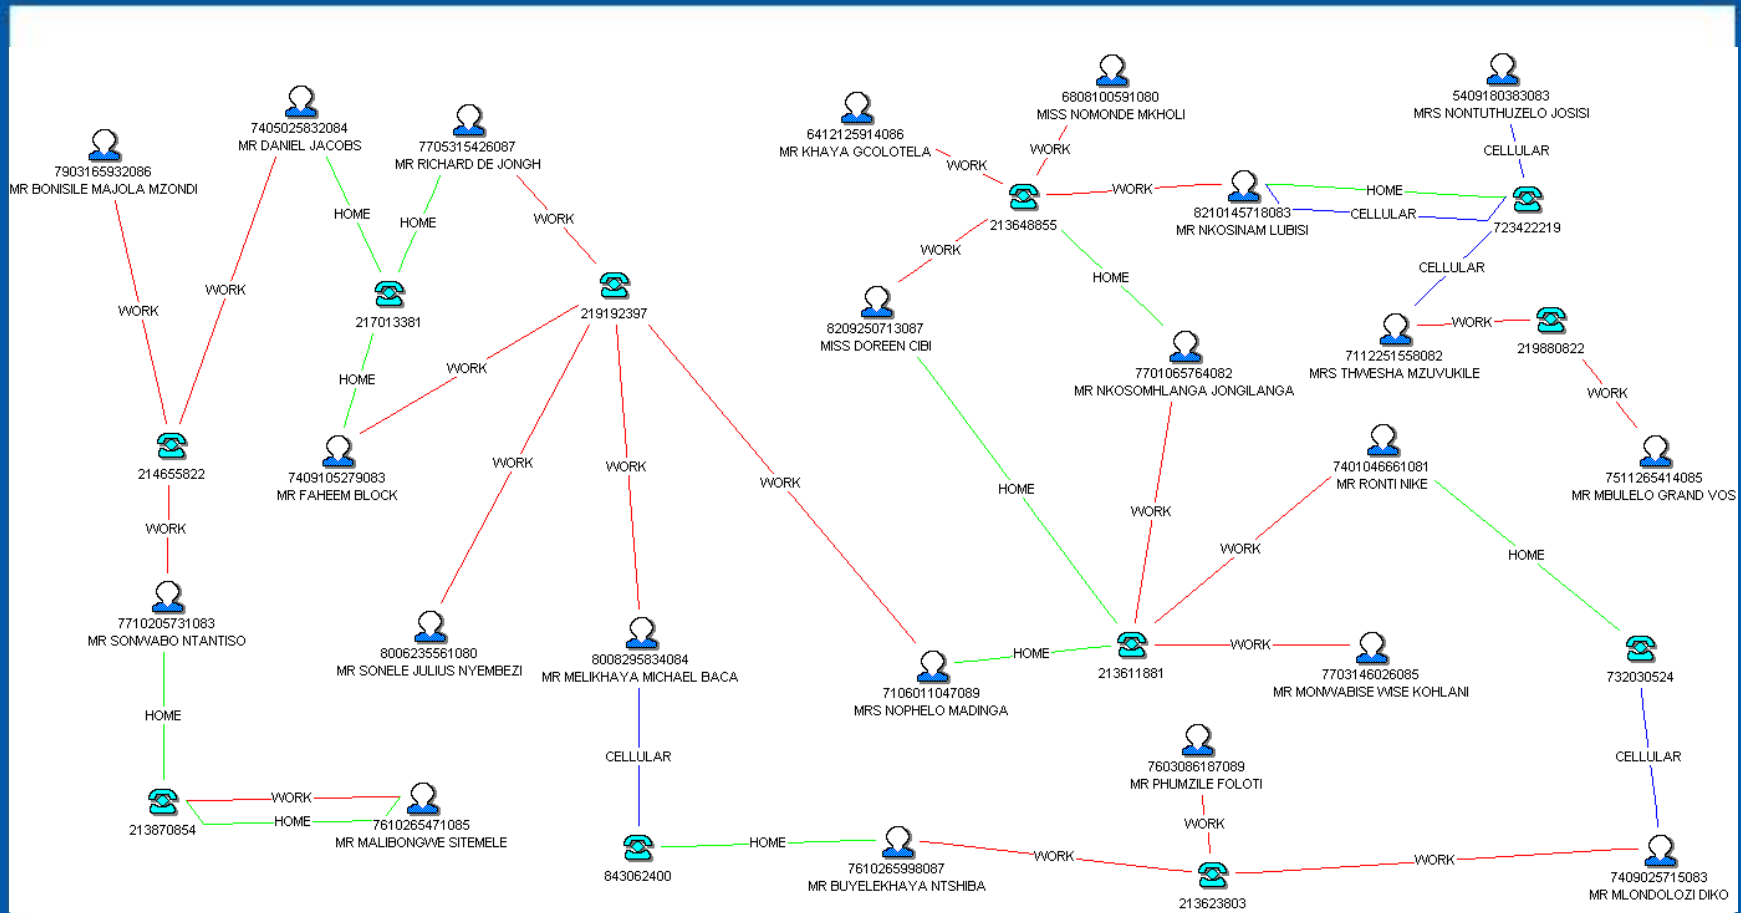 6808100591080
MISS NOMONDE MKHOLI
5409180383083
MRS NONTUTHUZELO JOSISI
7405025832084
MR DANIEL JACOBS
7705315426087
MR RICHARD DE JONGH
6412125914086
MR KHAYA GCOLOTELA
7903165932086
MR BONISILE MAJOLA MZONDI
WORK
WORK
CELLULAR
HOME
HOME
WORK
WORK
HOME
CELLULAR
213648855
8210145718083
MR NKOSINAM LUBISI
723422219
WORK
HOME
CELLULAR
WORK
WORK
217013381
219192397
8209250713087
MISS DOREEN CIBI
WORK
219880822
7112251558082
MRS THWESHA MZUVUKILE
7701065764082
MR NKOSOMHLANGA JONGILANGA
HOME
WORK
WORK
214655822
7409105279083
MR FAHEEM BLOCK
WORK
WORK
WORK
HOME
7401046661081
MR RONTI NIKE
7511265414085
MR MBULELO GRAND VOS
WORK
WORK
WORK
HOME
7710205731083
MR SONWABO NTANTISO
8006235561080
MR SONELE JULIUS NYEMBEZI
8008295834084
MR MELIKHAYA MICHAEL BACA
HOME
WORK
7106011047089
MRS NOPHELO MADINGA
213611881
7703146026085
MR MONWABISE WISE KOHLANI
732030524
HOME
CELLULAR
CELLULAR
7603086187089
MR PHUMZILE FOLOTI
WORK
HOME
213870854
7610265471085
MR MALIBONGWE SITEMELE
WORK
HOME
WORK
WORK
843062400
7610265998087
MR BUYELEKHAYA NTSHIBA
213623803
7409025715083
MR MLONDOLOZI DIKO